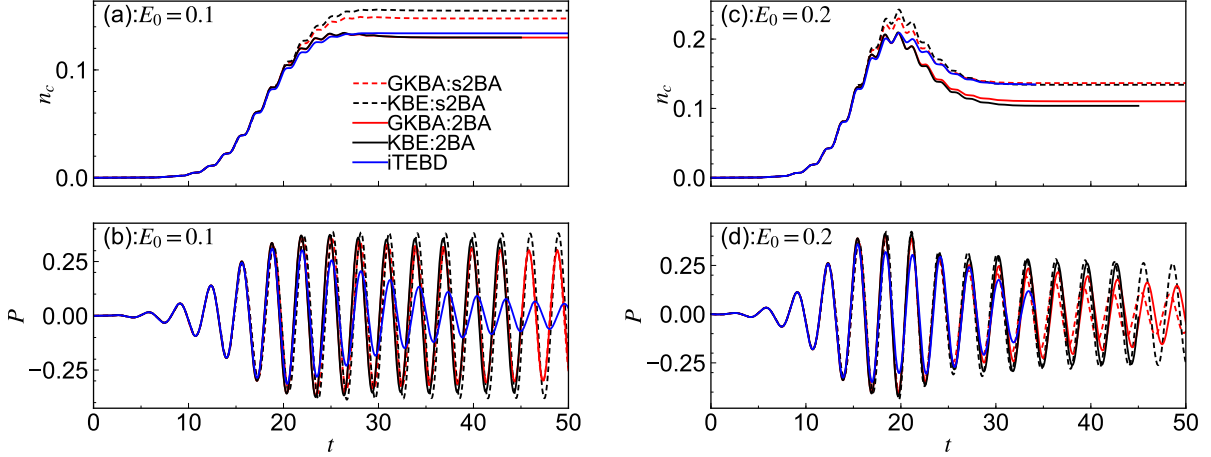 (a):E₀ = 0.1
n_c
0.1
0.0
GKBA:s2BA
KBE:s2BA
GKBA:2BA
KBE:2BA
iTEBD
(c):E₀ = 0.2
n_c
0.2
0.1
0.0
(b):E₀ = 0.1
P
0.25
0.00
−0.25
0 10 20 30 40 50
t
(d):E₀ = 0.2
P
0.25
0.00
−0.25
0 10 20 30 40 50
t